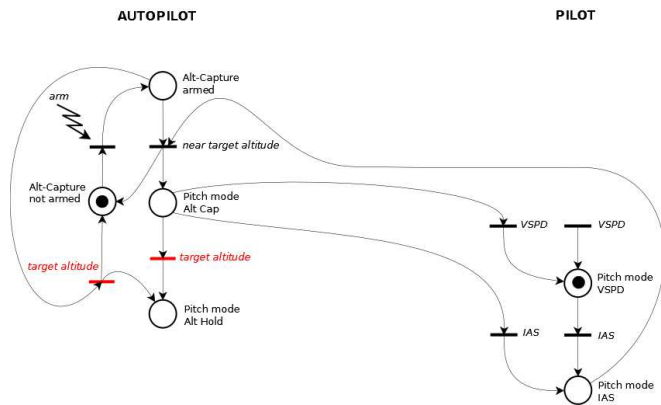 AUTOPILOT
PILOT
Alt-Capture
armed
arm
near target altitude
Alt-Capture
not armed
Pitch mode
Alt Cap
VSPD
VSPD
target altitude
target altitude
Pitch mode
VSPD
Pitch mode
Alt Hold
IAS
IAS
Pitch mode
IAS